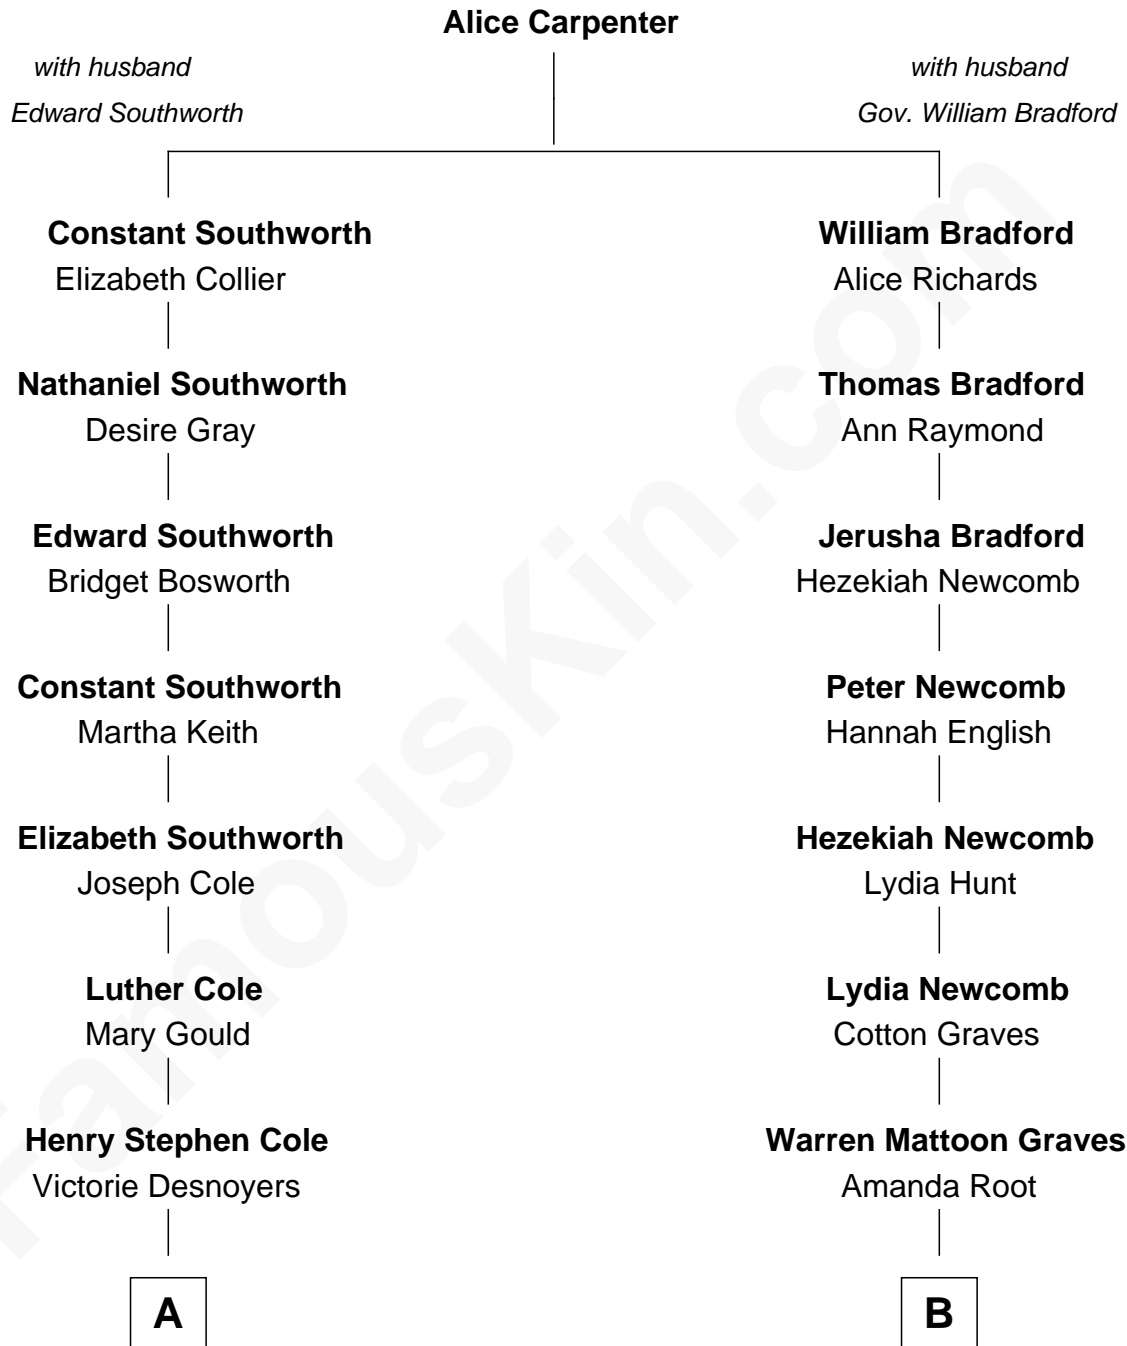 Alice Carpenter
with husband
Edward Southworth
with husband
Gov. William Bradford
Constant Southworth
Elizabeth Collier
William Bradford
Alice Richards
Nathaniel Southworth
Desire Gray
Thomas Bradford
Ann Raymond
Edward Southworth
Bridget Bosworth
Jerusha Bradford
Hezekiah Newcomb
Constant Southworth
Martha Keith
Peter Newcomb
Hannah English
Elizabeth Southworth
Joseph Cole
Hezekiah Newcomb
Lydia Hunt
Luther Cole
Mary Gould
Lydia Newcomb
Cotton Graves
Henry Stephen Cole
Victorie Desnoyers
Warren Mattoon Graves
Amanda Root
A
B
FamousKin.com